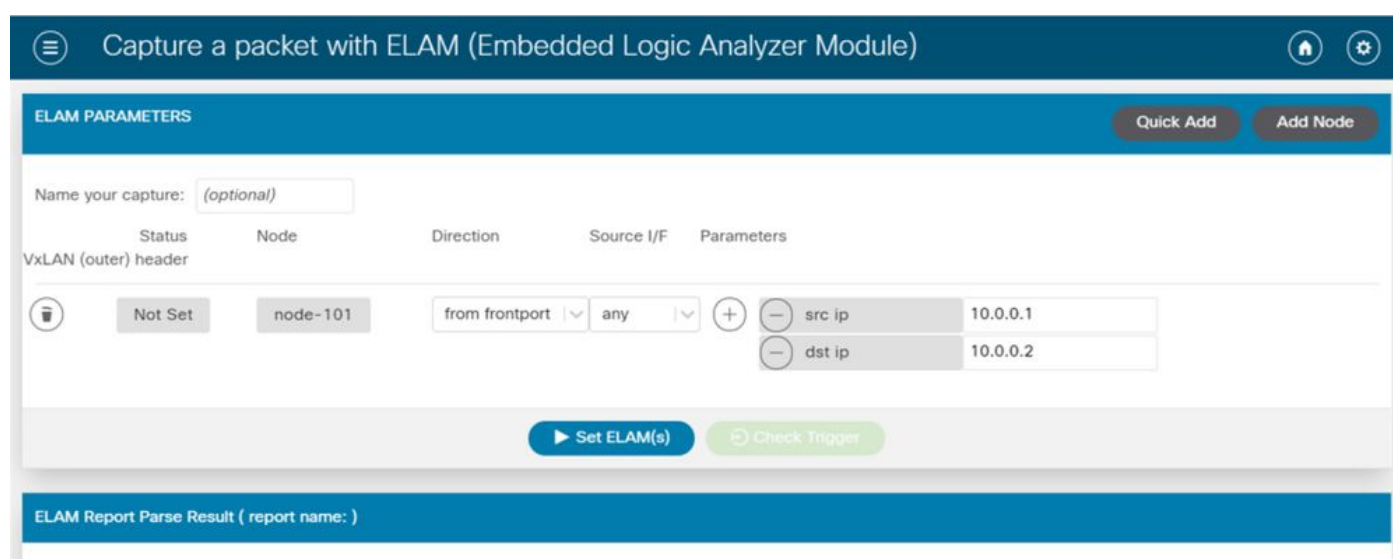 Capture a packet with ELAM (Embedded Logic Analyzer Module)
ELAM PARAMETERS Quick Add Add Node
Name your capture: (optional)
Status Node Direction Source I/F Parameters
VxLAN (outer) header
Not Set node-101 from frontport any src ip 10.0.0.1
dst ip 10.0.0.2
Set ELAM(s) Check Trigger
ELAM Report Parse Result ( report name: )